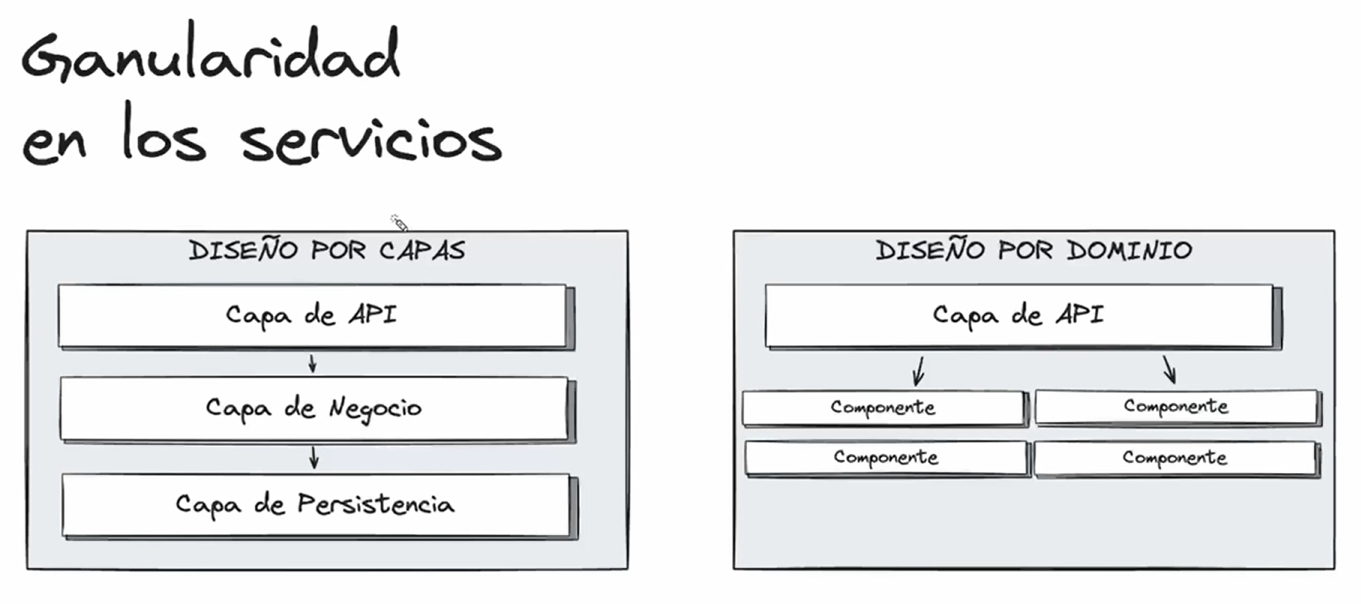 Ganularidad
en los servicios
DISEÑO POR CAPAS
Capa de API
Capa de Negocio
Capa de Persistencia
DISEÑO POR DOMINIO
Capa de API
Componente Componente
Componente Componente